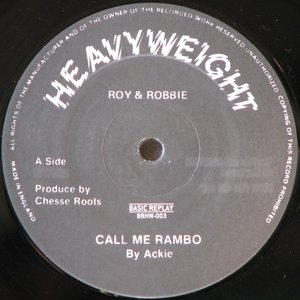 ALL RIGHTS OF THE MANUFACTURER AND OF THE OWNER OF THE RECORDED WORK RESERVED UNAUTHORIZED COPYING OF THIS RECORD PROHIBITED
HEAVYWEIGHT
ROY & ROBBIE
A Side
Produce by
Chesse Roots
BASIC REPLAY
BRHW-003
MADE IN ENGLAND
CALL ME RAMBO
By Ackie